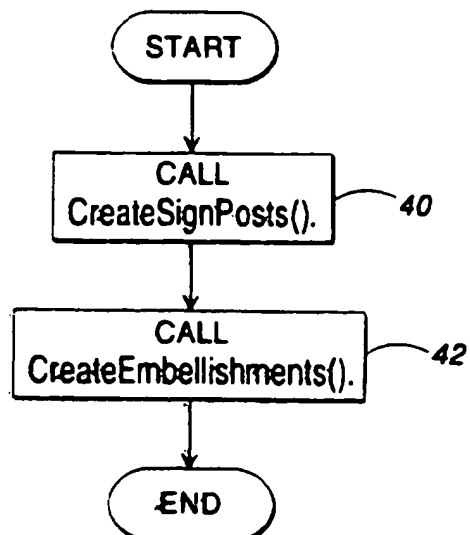 START
CALL
CreateSignPosts().
40
CALL
CreateEmbellishments().
42
END